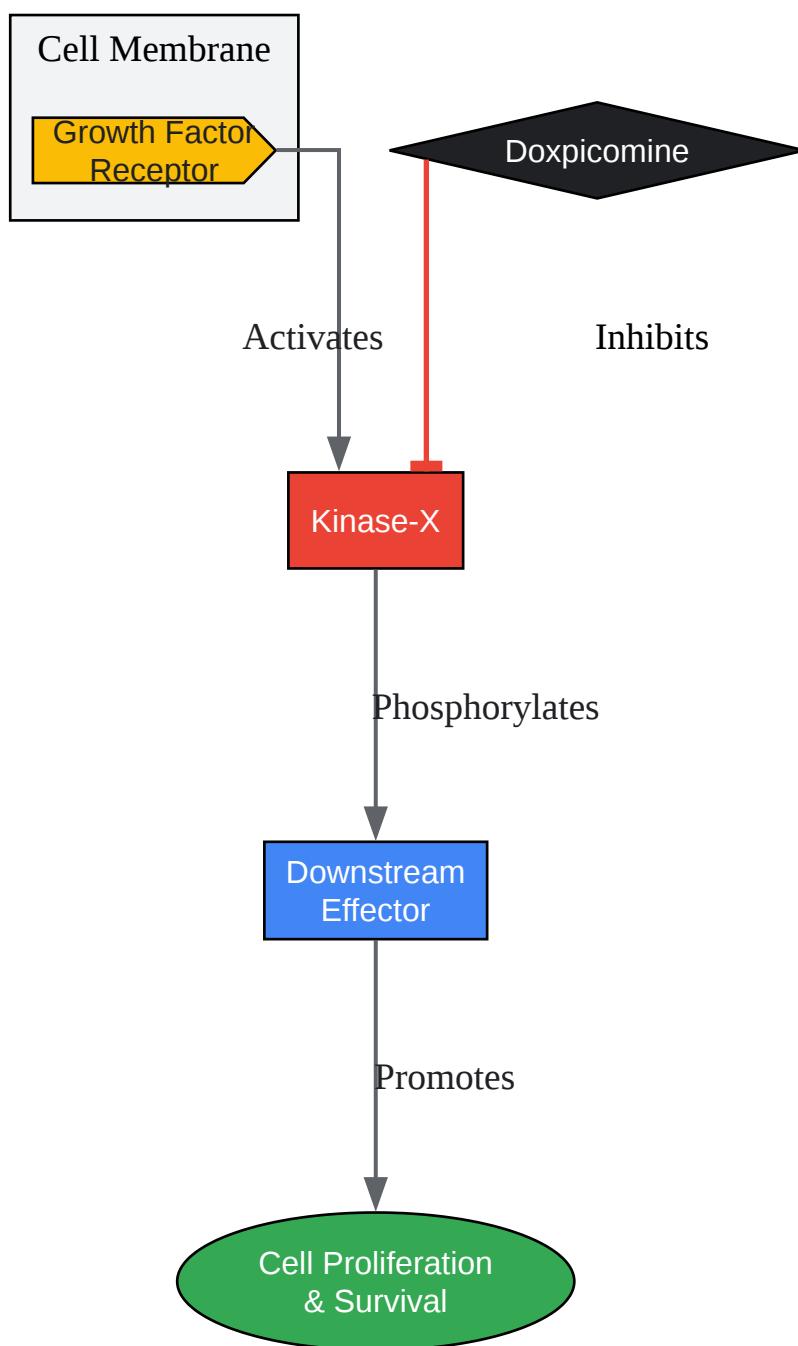 Cell Membrane
Growth Factor
Receptor
Doxpicomine
Activates
Inhibits
Kinase-X
Phosphorylates
Downstream
Effector
Promotes
Cell Proliferation
& Survival